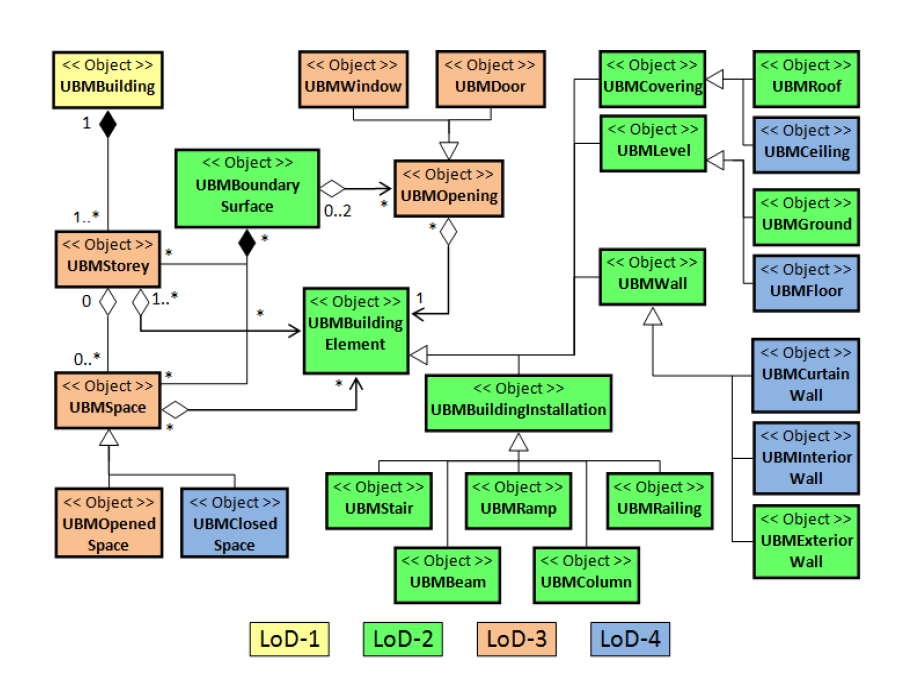 << Object >>
UBMBuilding
<< Object >>
UBMWindow
<< Object >>
UBMDoor
<< Object >>
UBMCovering
<< Object >>
UBMRoof
1
<< Object >>
UBMLevel
<< Object >>
UBMCeiling
<< Object >>
UBMBoundary
Surface
0..2
*
<< Object >>
UBMOpening
<< Object >>
UBMGround
1..*
*
*
*
<< Object >>
UBMStorey
<< Object >>
UBMWall
<< Object >>
UBMFloor
0
1..*
*
1
<< Object >>
UBMBuilding
Element
0..*
*
*
*
<< Object >>
UBMSpace
<< Object >>
UBMBuildingInstallation
<< Object >>
UBMCurtain
Wall
<< Object >>
UBMInterior
Wall
<< Object >>
UBMOpened
Space
<< Object >>
UBMClosed
Space
<< Object >>
UBMStair
<< Object >>
UBMRamp
<< Object >>
UBMRailing
<< Object >>
UBMExterior
Wall
<< Object >>
UBMBeam
<< Object >>
UBMColumn
LoD-1
LoD-2
LoD-3
LoD-4